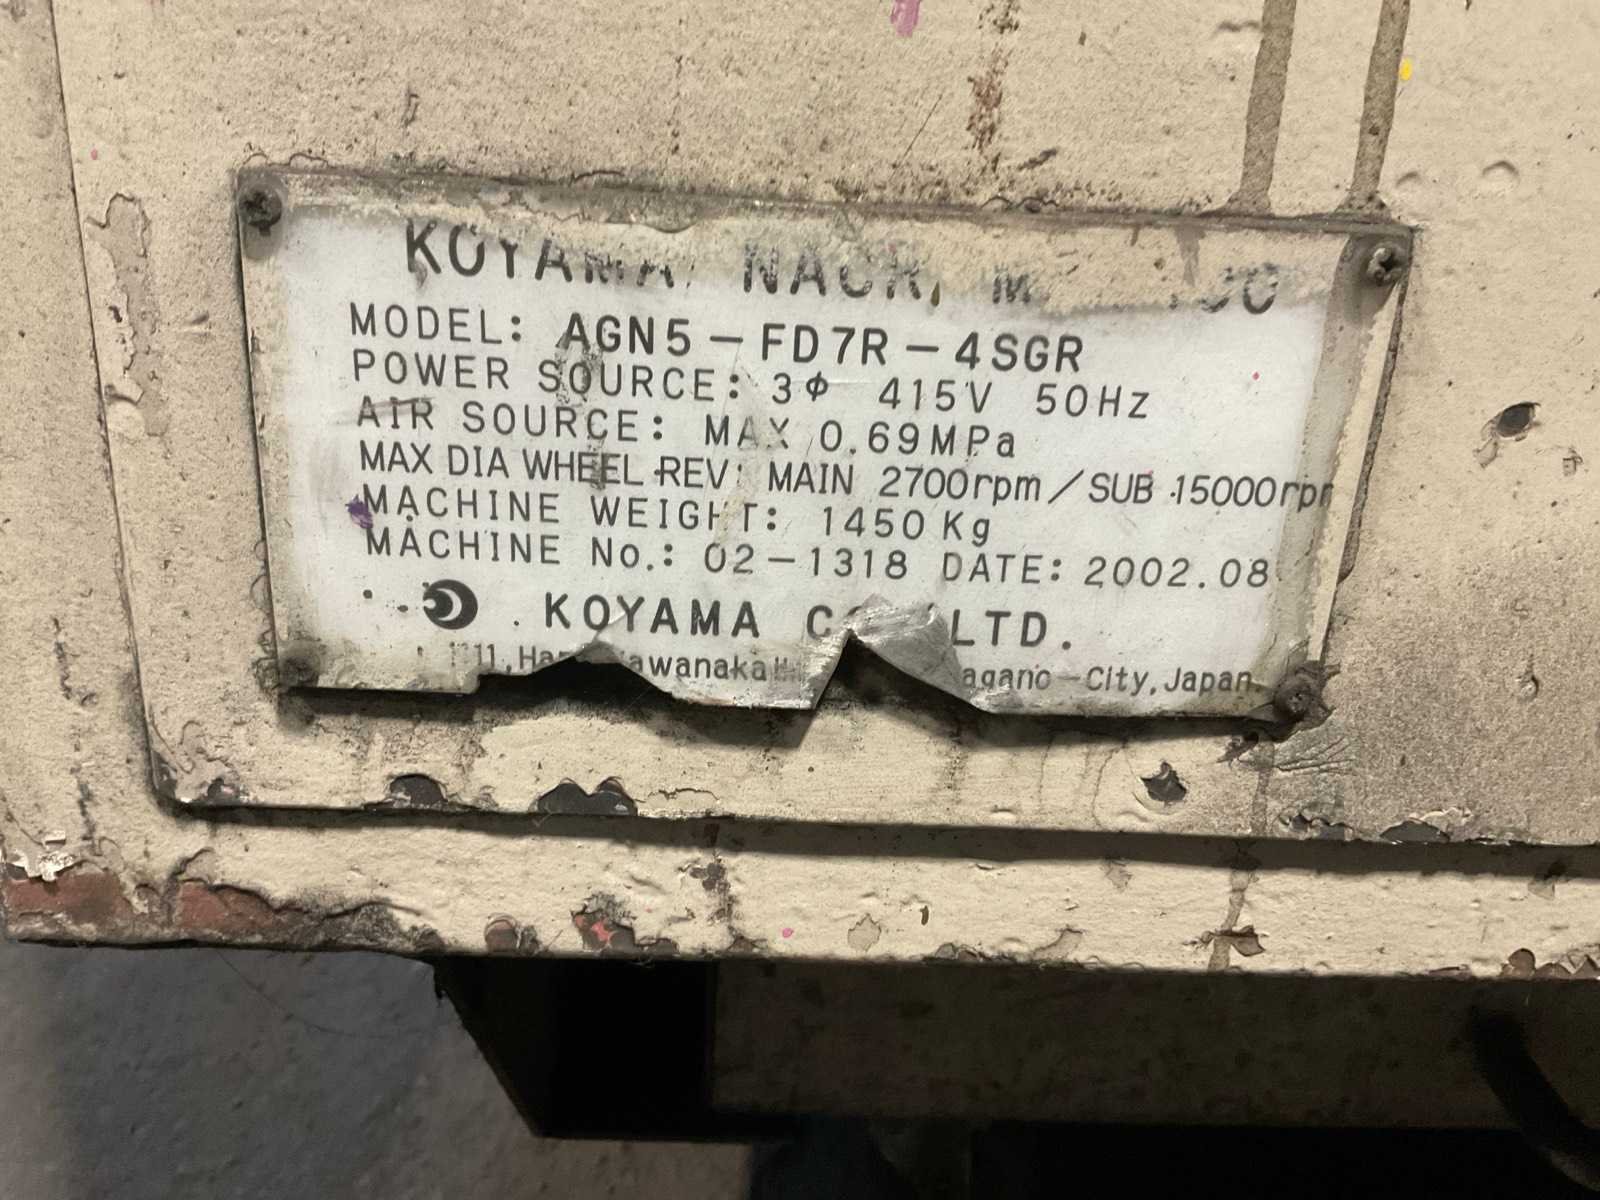 KOYAMA
MODEL: AGN5-FD7R-4SGR
POWER SOURCE: 3Φ 415V 50Hz
AIR SOURCE: MAX 0.69MPa
MAX DIA WHEEL REV: MAIN 2700rpm/SUB 15000rpm
MACHINE WEIGHT: 1450Kg
MACHINE No.: 02-1318 DATE: 2002.08
KOYAMA LTD.
City, Japan.